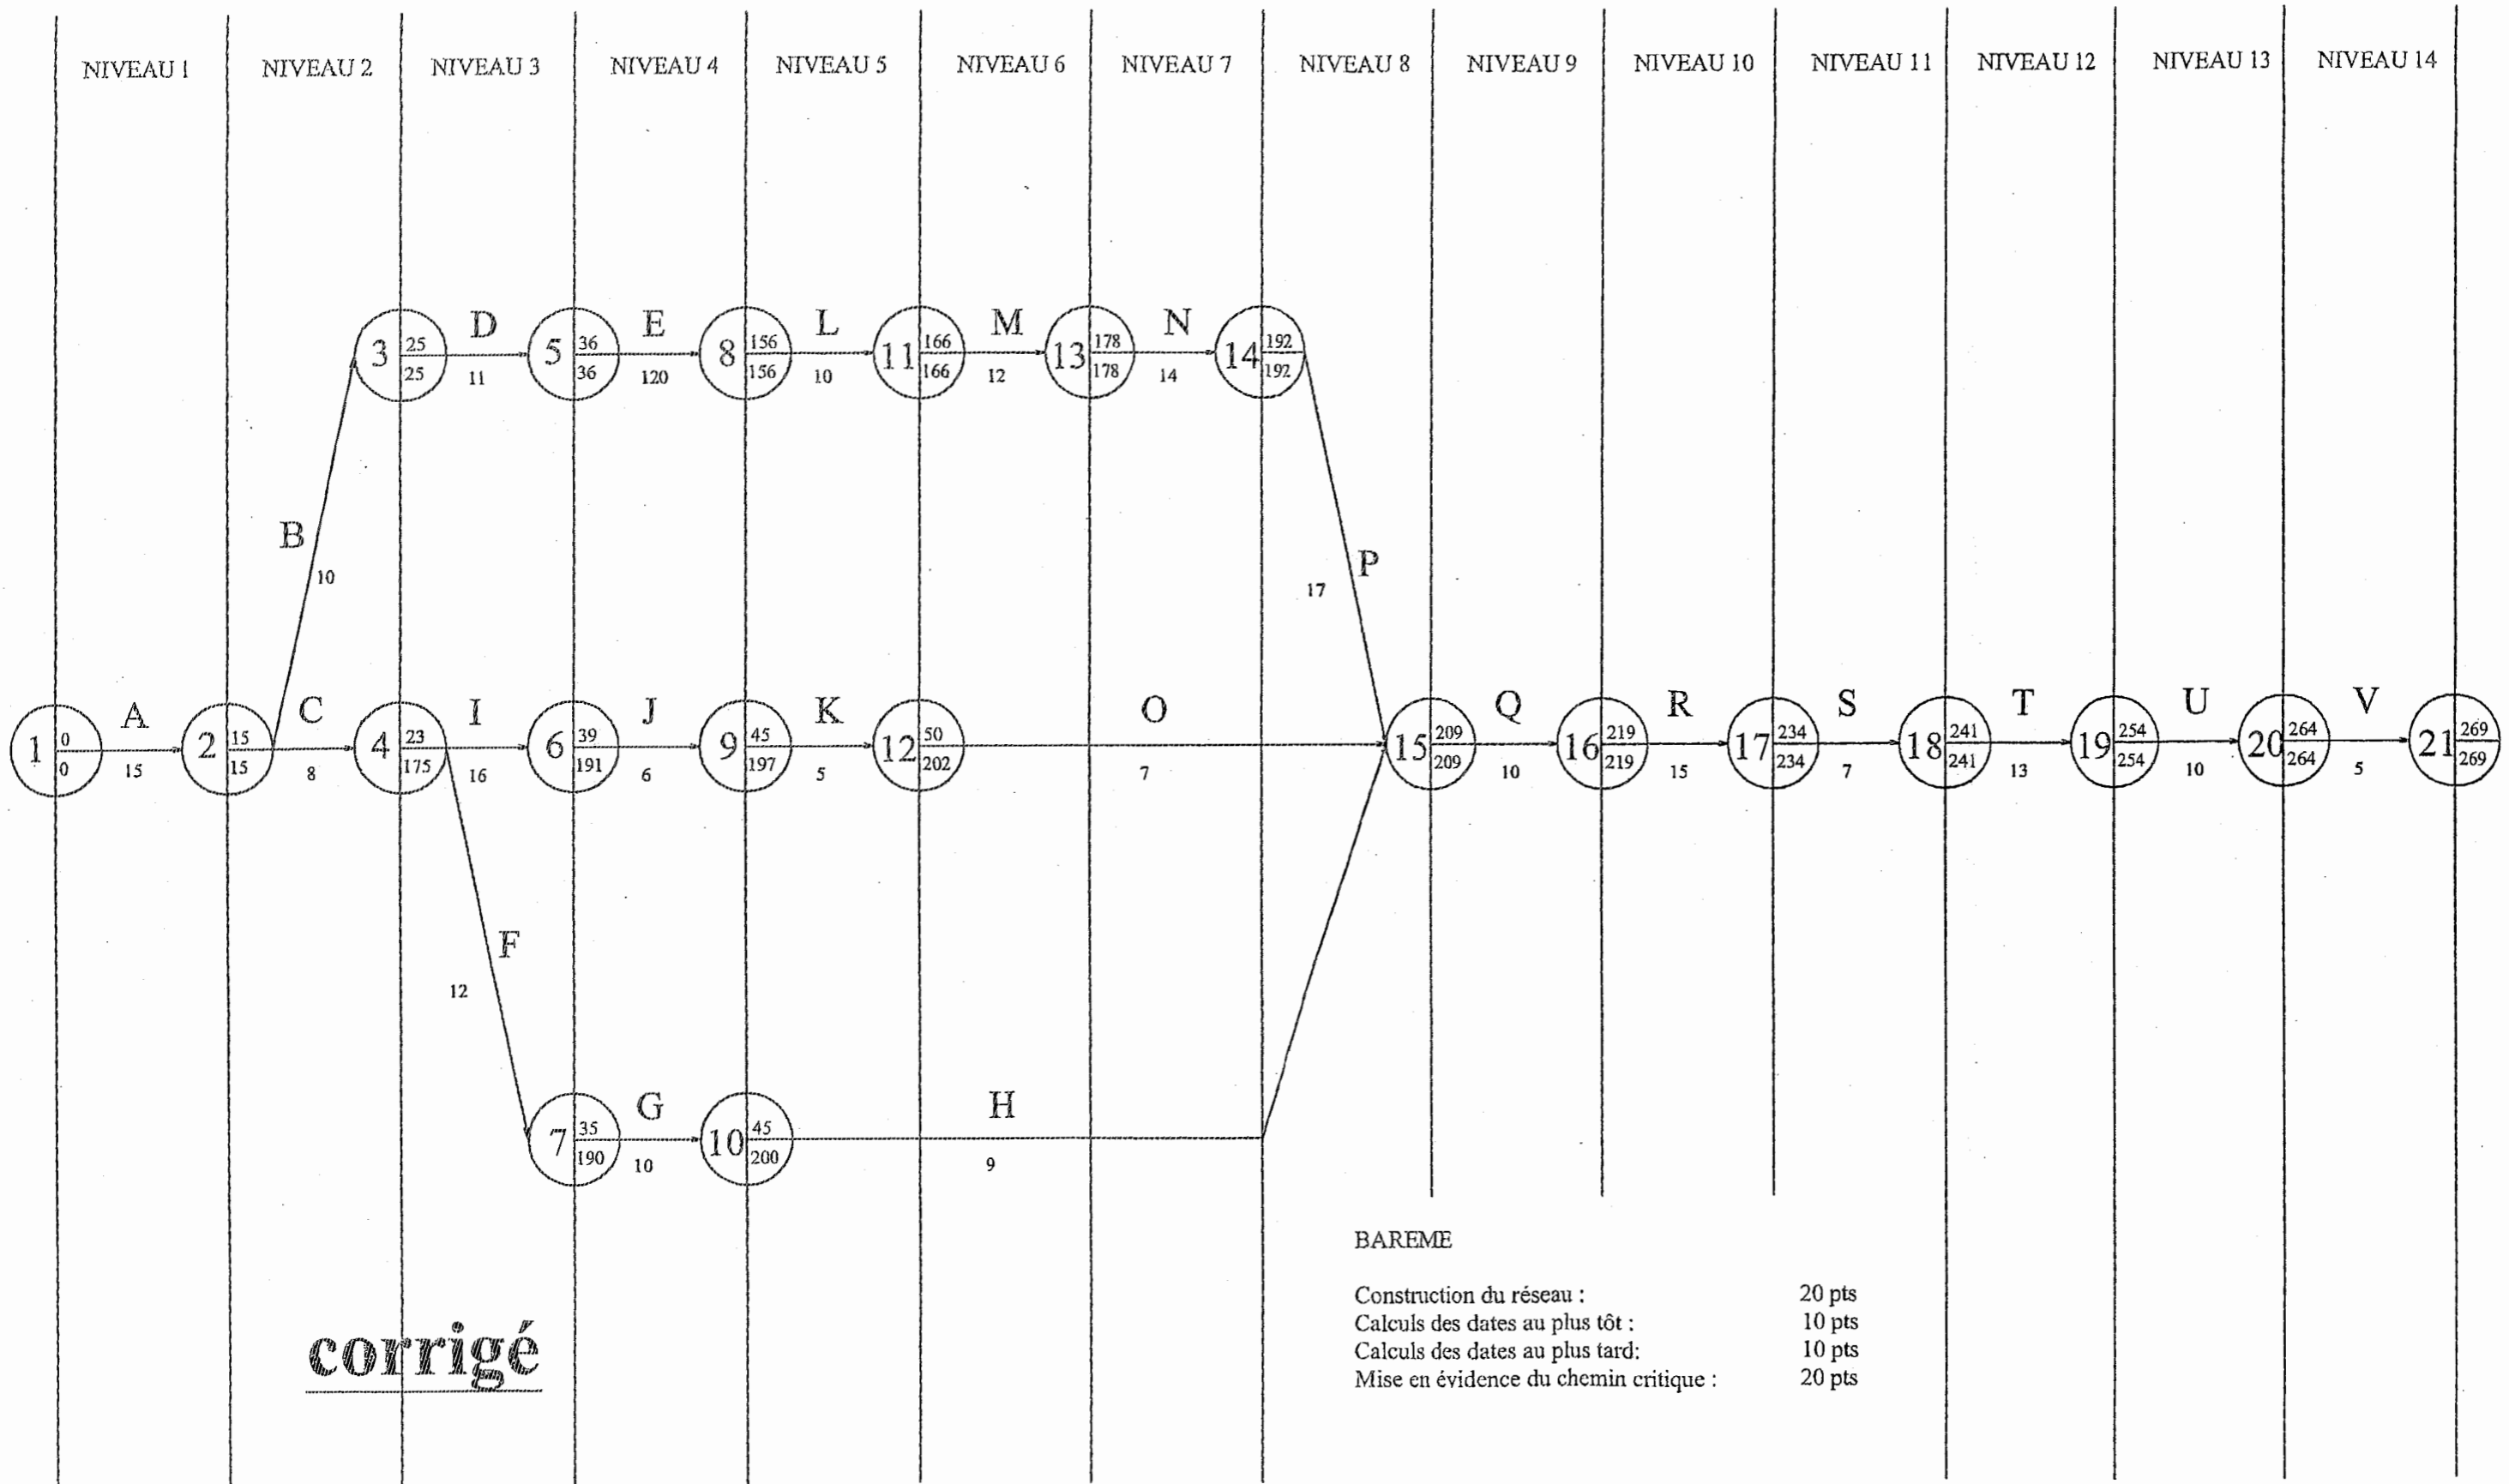 NIVEAU 1 NIVEAU 2 NIVEAU 3 NIVEAU 4 NIVEAU 5 NIVEAU 6 NIVEAU 7 NIVEAU 8 NIVEAU 9 NIVEAU 10 NIVEAU 11 NIVEAU 12 NIVEAU 13 NIVEAU 14
D E L M N
3 25 5 36 8 156 11 166 13 178 14 192
25 11 36 120 156 10 166 12 178 14 192
B
10
P
17
A C I J K O Q R S T U V
1 0 2 15 4 23 6 39 9 45 12 50 15 209 16 219 17 234 18 241 19 254 20 264 21 269
0 15 15 8 175 16 191 6 197 5 202 7 209 10 219 15 234 7 241 13 254 10 264 5 269
F
12
G H
7 35 10 45
190 10 200 9
BAREME
Construction du réseau : 20 pts
Calculs des dates au plus tôt : 10 pts
Calculs des dates au plus tard: 10 pts
Mise en évidence du chemin critique : 20 pts
corrigé